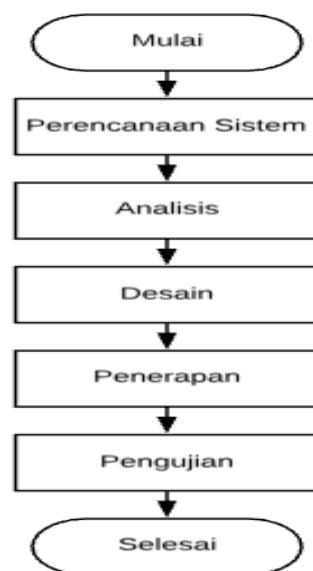 Mulai
Perencanaan Sistem
Analisis
Desain
Penerapan
Pengujian
Selesai